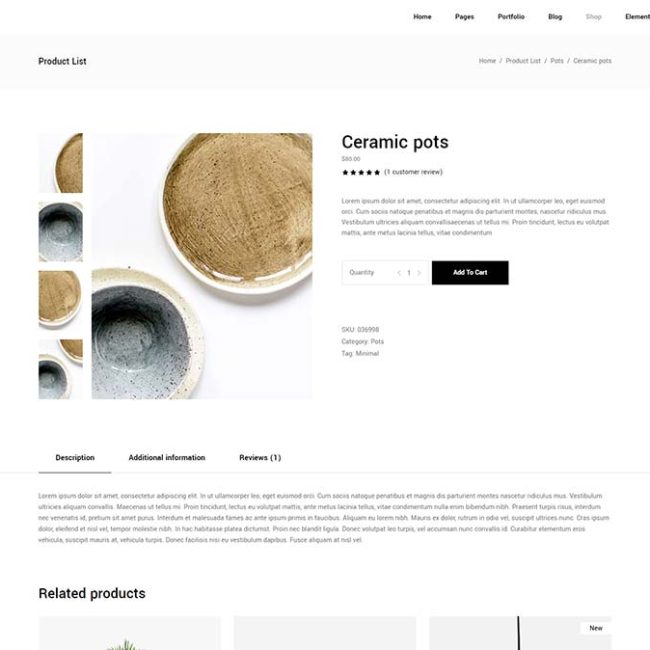 Home Pages Portfolio Blog Shop Element
Product List
Home / Product List / Pots / Ceramic pots
Ceramic pots
$80.00
(1 customer review)
Lorem ipsum dolor sit amet, consectetur adipiscing elit. In ut ullamcorper leo, eget euismod
orci. Cum sociis natoque penatibus et magnis dis parturient montes, nascetur ridiculus mus.
Vestibulum ultricies aliquam convallisaecenas ut tellus mi. Proin tincidunt, lectus eu volutpat
mattis, ante metus lacinia tellus, vitae condimentum
Quantity < 1 >
Add To Cart
SKU: 036998
Category: Pots
Tag: Minimal
Description Additional information Reviews (1)
Lorem ipsum dolor sit amet, consectetur adipiscing elit. In ut ullamcorper leo, eget euismod orci. Cum sociis natoque penatibus et magnis dis parturient montes nascetur ridiculus mus. Vestibulum
ultricies aliquam convallis. Maecenas ut tellus mi. Proin tincidunt, lectus eu volutpat mattis, ante metus lacinia tellus, vitae condimentum nulla enim bibendum nibh. Praesent turpis risus, interdum
nec venenatis id, pretium sit amet purus. Interdum et malesuada fames ac ante ipsum primis in faucibus. Aliquam eu lorem nibh. Mauris ex dolor, rutrum in odio vel, suscipit ultrices nunc. Cras ipsum
dolor, eleifend et nisl vel, tempor molestie nibh. In hac habitasse platea dictumst. Proin nec blandit ligula. Donec volutpat leo turpis, vel accumsan nunc convallis id. Curabitur elementum eros
vehicula, suscipit mauris at, vehicula turpis. Donec facilisis nisi eu vestibulum dapibus. Fusce aliquam at nisl vel.
Related products
New